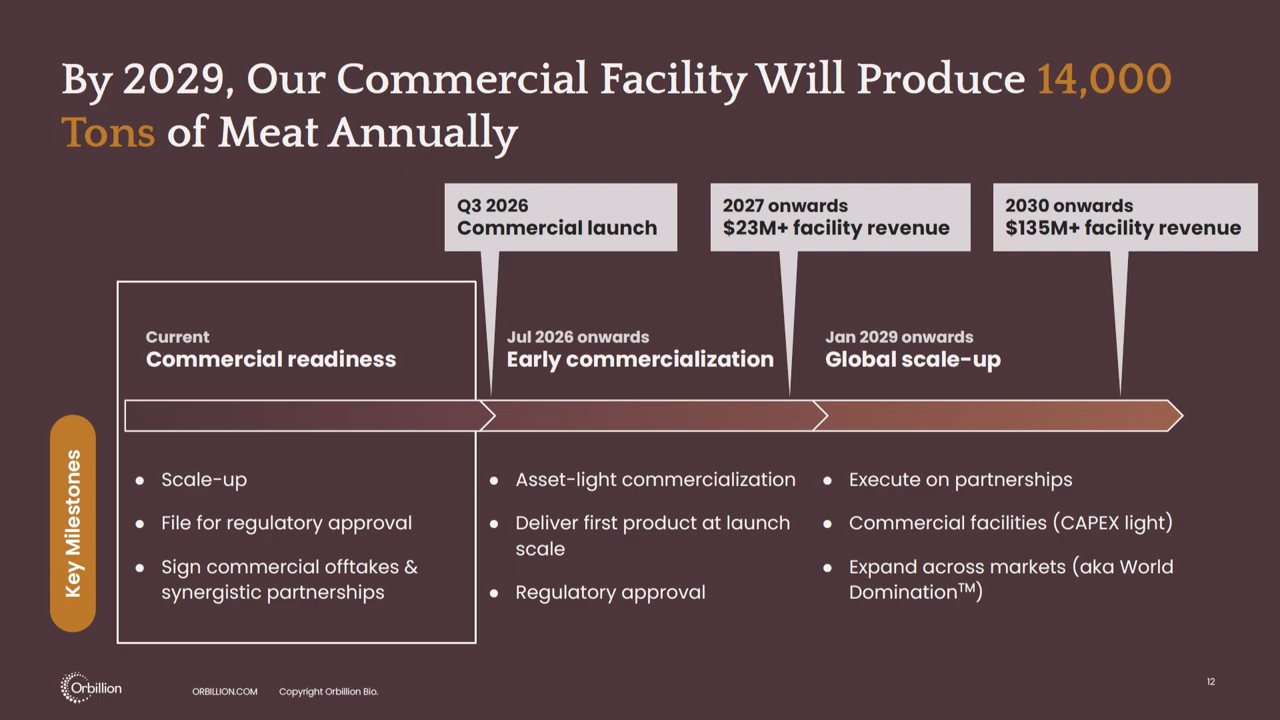 By 2029, Our Commercial Facility Will Produce 14,000
Tons of Meat Annually
Q3 2026
Commercial launch
2027 onwards
$23M+ facility revenue
2030 onwards
$135M+ facility revenue
Current
Commercial readiness
Jul 2026 onwards
Early commercialization
Jan 2029 onwards
Global scale-up
Key Milestones
● Scale-up
● File for regulatory approval
● Sign commercial offtakes &
synergistic partnerships
● Asset-light commercialization
● Deliver first product at launch
scale
● Regulatory approval
● Execute on partnerships
● Commercial facilities (CAPEX light)
● Expand across markets (aka World
Domination™)
Orbillion
ORBILLION.COM
Copyright Orbillion Bio.
12